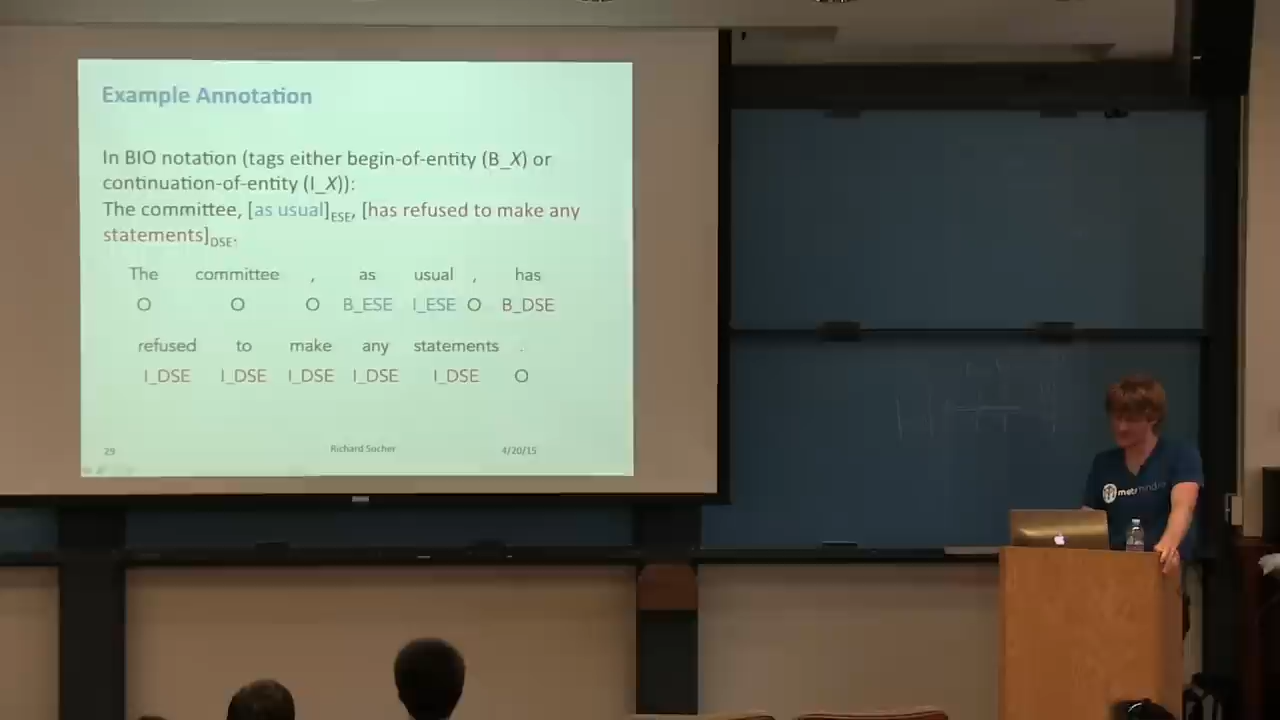 Example Annotation
In BIO notation (tags either begin-of-entity (B_X) or
continuation-of-entity (I_X)):
The committee, [as usual]ESE, [has refused to make any
statements]DSE.
The committee , as usual , has
O O O B_ESE I_ESE O B_DSE
refused to make any statements .
I_DSE I_DSE I_DSE I_DSE I_DSE O
29 Richard Socher 4/20/15
metamind